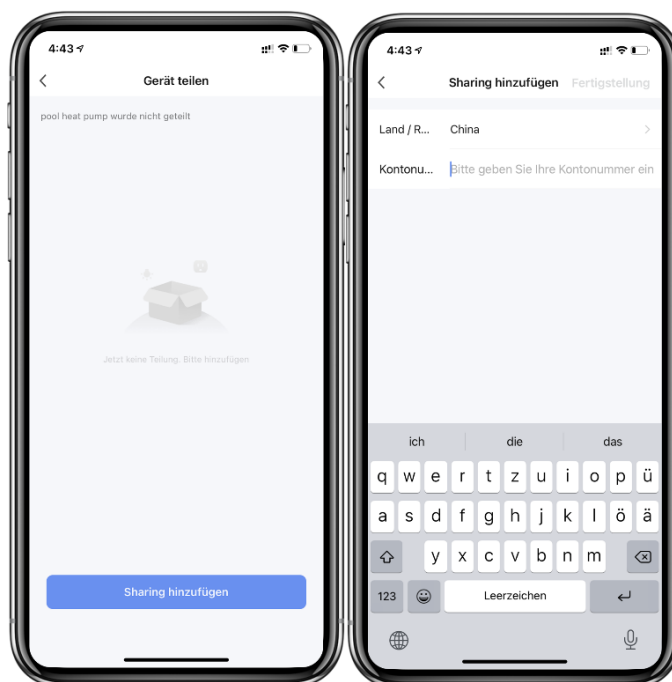 4:43
Gerät teilen
pool heat pump wurde nicht geteilt
Jetzt keine Teilung. Bitte hinzufügen
Sharing hinzufügen
4:43
Sharing hinzufügen Fertigstellung
Land / R... China
Kontonu... Bitte geben Sie Ihre Kontonummer ein
ich die das
q w e r t z u i o p ü
a s d f g h j k l ö ä
y x c v b n m
123 Leerzeichen